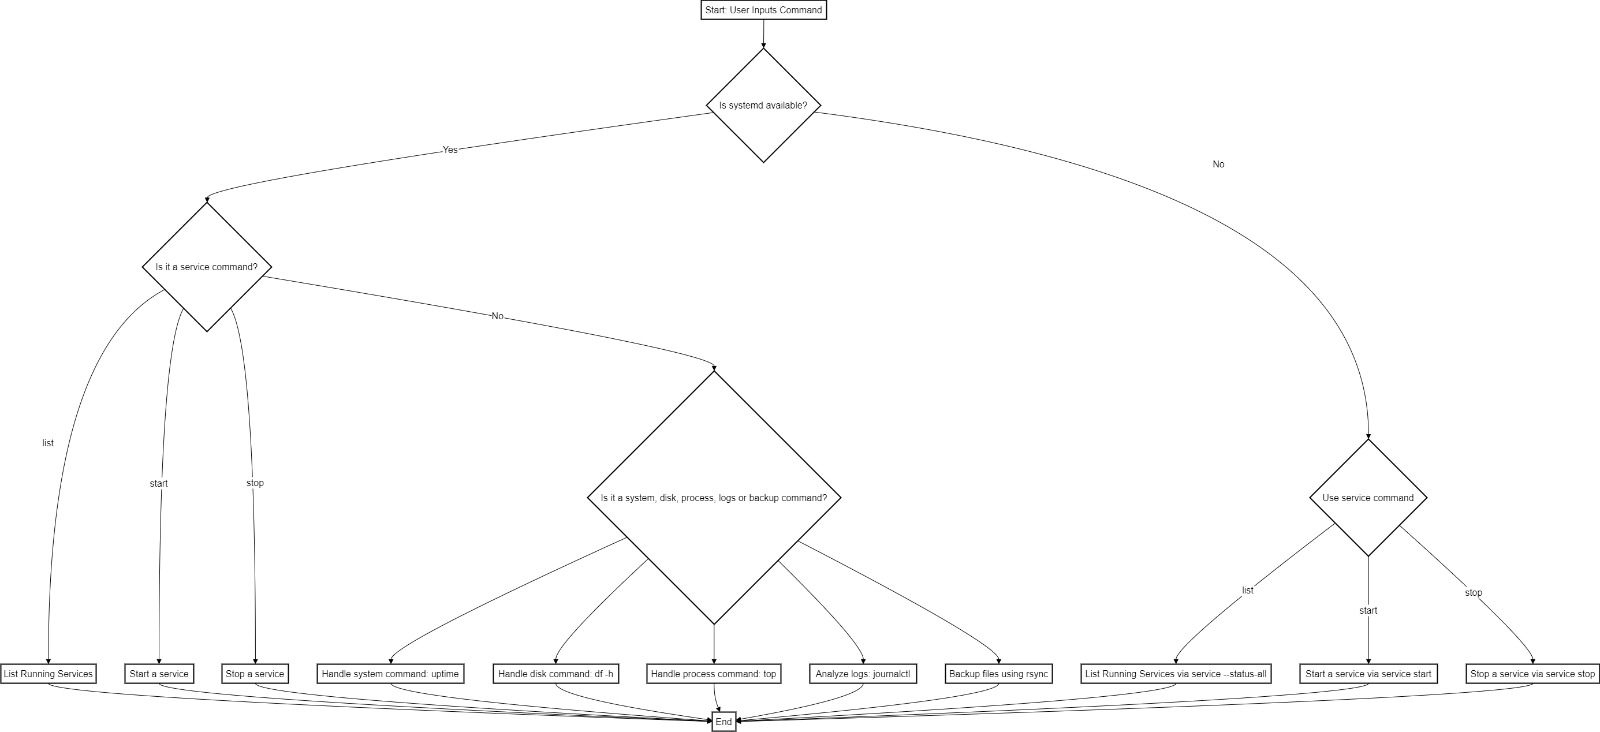 Start: User Inputs Command
Is systemd available?
Yes
No
Is it a service command?
No
list
start
stop
Is it a system, disk, process, logs or backup command?
Use service command
list
start
stop
List Running Services
Start a service
Stop a service
Handle system command: uptime
Handle disk command: df -h
Handle process command: top
Analyze logs: journalctl
Backup files using rsync
List Running Services via service --status-all
Start a service via service start
Stop a service via service stop
End